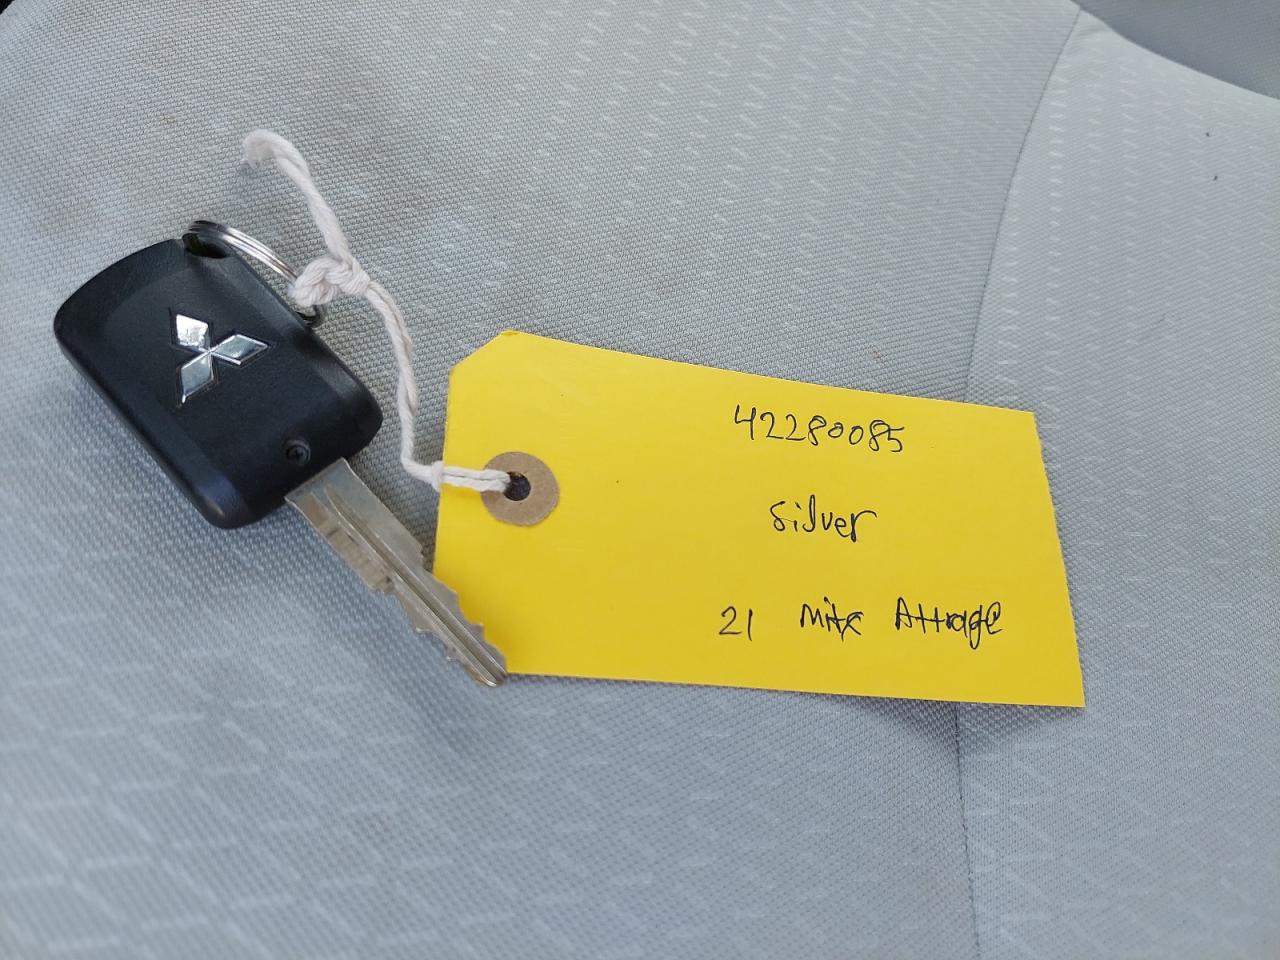 42280085
silver
21 Mits Attrage